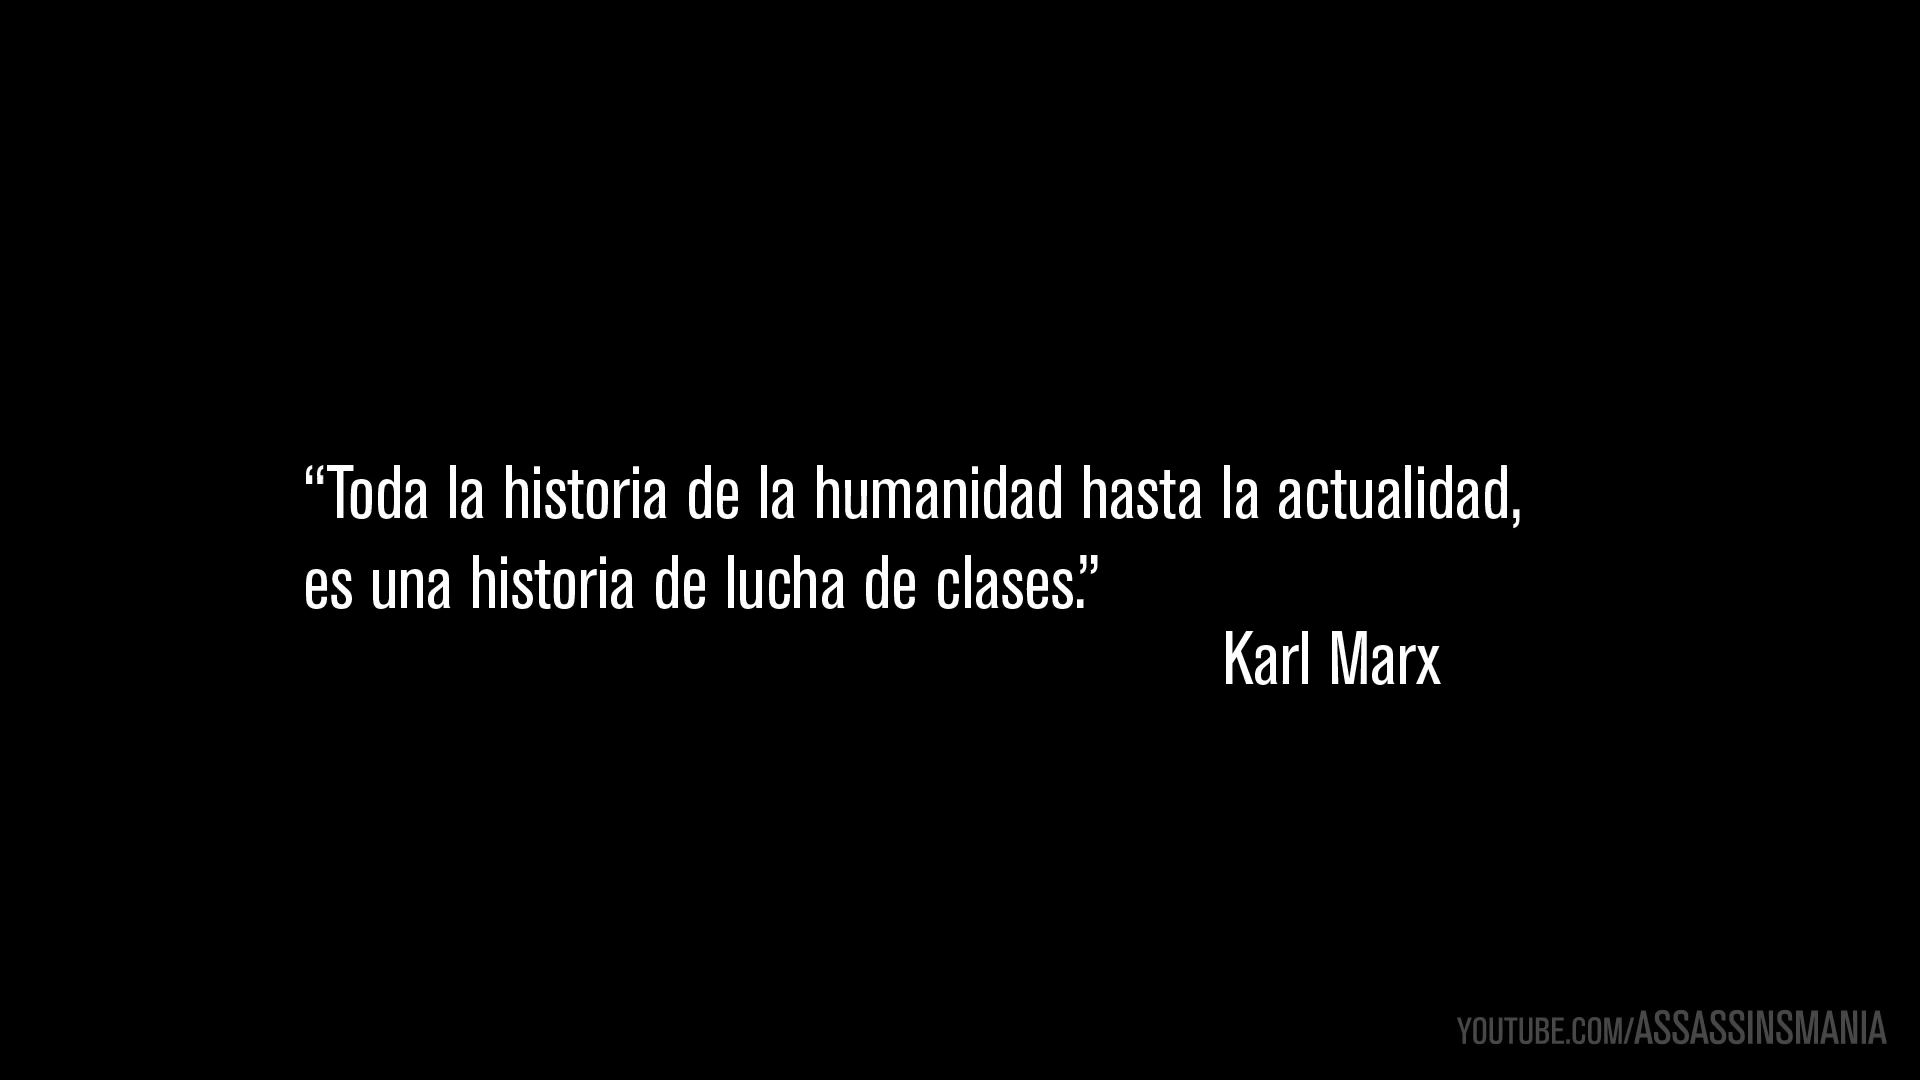 “Toda la historia de la humanidad hasta la actualidad,
es una historia de lucha de clases.”
Karl Marx
YOUTUBE.COM/ASSASSINSMANIA